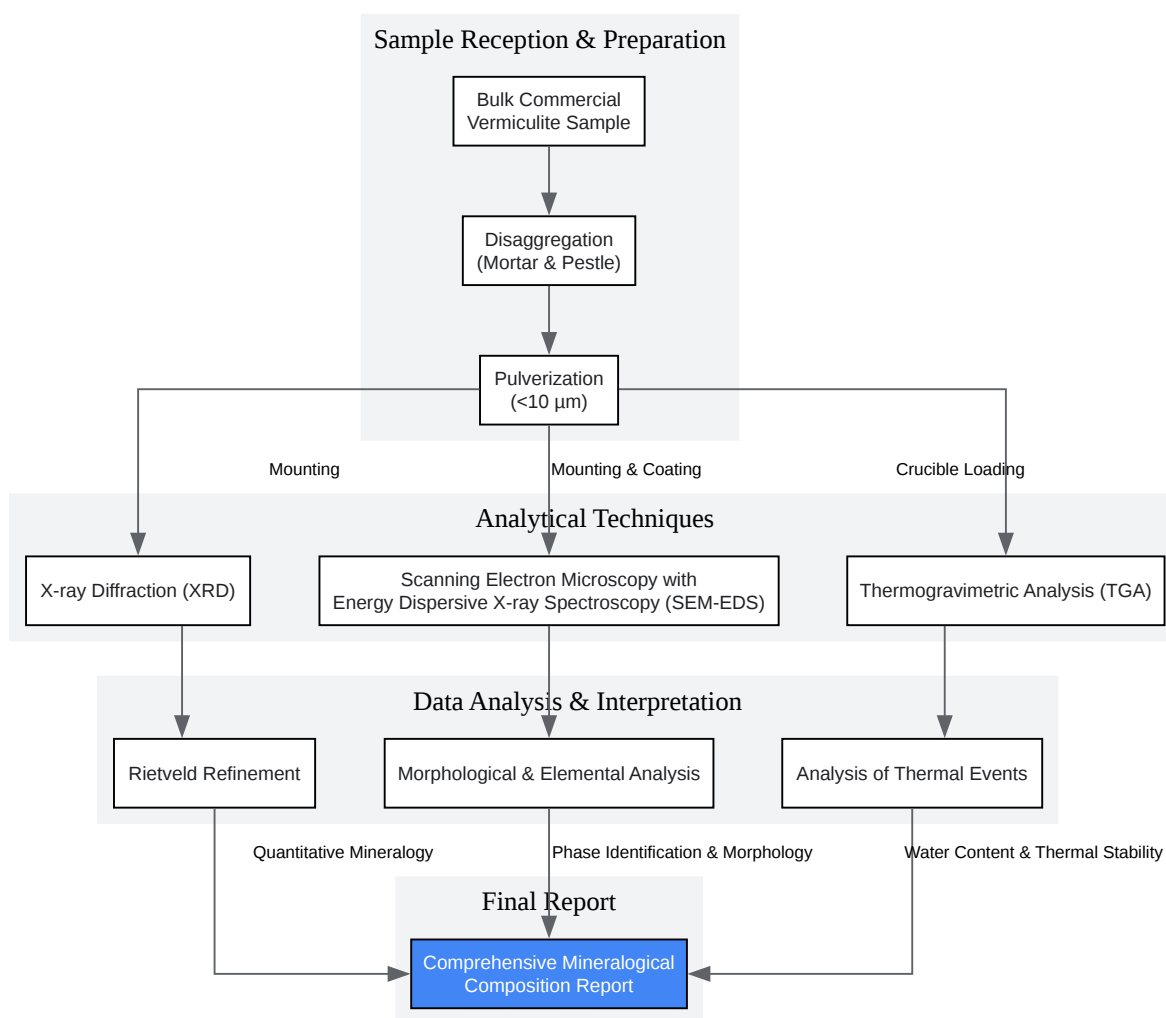 Sample Reception & Preparation
Bulk Commercial
Vermiculite Sample
Disaggregation
(Mortar & Pestle)
Pulverization
(<10 µm)
Mounting
Mounting & Coating
Crucible Loading
Analytical Techniques
X-ray Diffraction (XRD)
Scanning Electron Microscopy with
Energy Dispersive X-ray Spectroscopy (SEM-EDS)
Thermogravimetric Analysis (TGA)
Data Analysis & Interpretation
Rietveld Refinement
Morphological & Elemental Analysis
Analysis of Thermal Events
Quantitative Mineralogy
Phase Identification & Morphology
Water Content & Thermal Stability
Final Report
Comprehensive Mineralogical
Composition Report